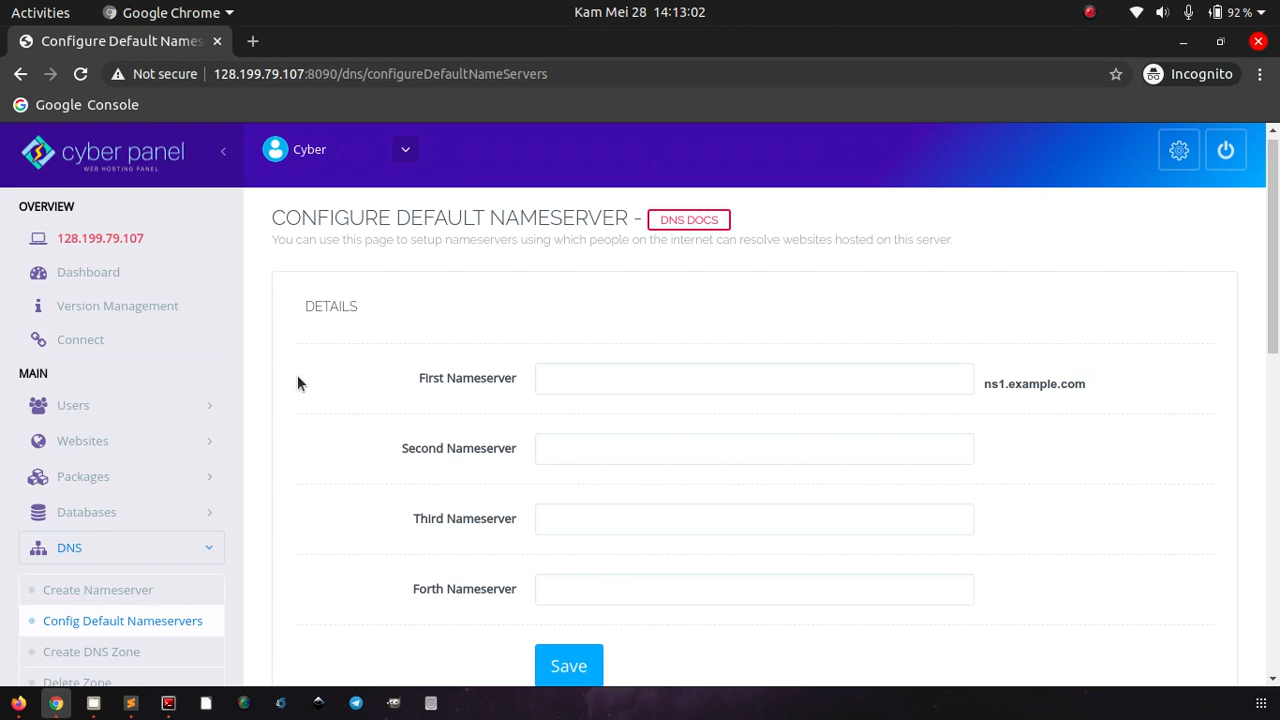 Activities
Google Chrome
Kam Mei 28 14:13:02
92 %
Configure Default Names
Not secure
128.199.79.107:8090/dns/configureDefaultNameServers
Incognito
Google Console
cyber panel
WEB HOSTING PANEL
Cyber
OVERVIEW
128.199.79.107
Dashboard
Version Management
Connect
MAIN
Users
Websites
Packages
Databases
DNS
Create Nameserver
Config Default Nameservers
Create DNS Zone
Delete Zone
CONFIGURE DEFAULT NAMESERVER - DNS DOCS
You can use this page to setup nameservers using which people on the internet can resolve websites hosted on this server.
DETAILS
First Nameserver
ns1.example.com
Second Nameserver
Third Nameserver
Forth Nameserver
Save